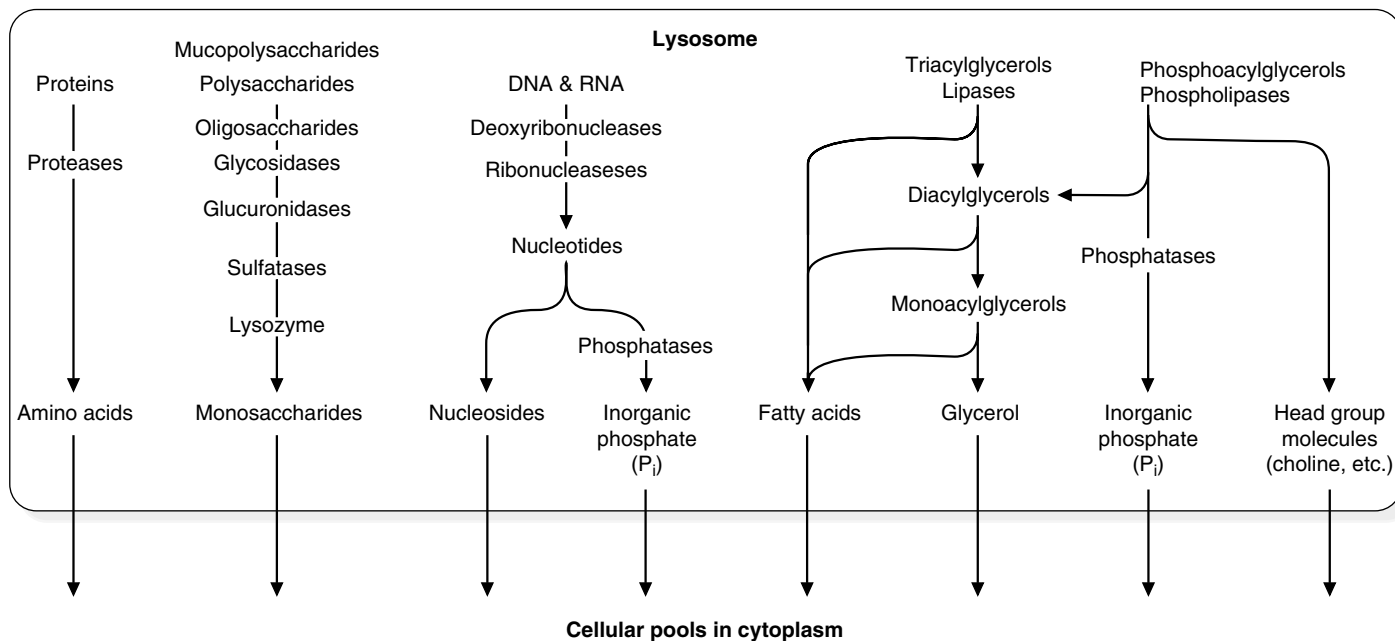 Lysosome
Mucopolysaccharides
Proteins
Polysaccharides
DNA & RNA
Triacylglycerols
Lipases
Phosphoacylglycerols
Phospholipases
Oligosaccharides
Deoxyribonucleases
Proteases
Glycosidases
Ribonucleaseses
Diacylglycerols
Glucuronidases
Nucleotides
Phosphatases
Sulfatases
Monoacylglycerols
Lysozyme
Phosphatases
Amino acids
Monosaccharides
Nucleosides
Inorganic
phosphate
(Pi)
Fatty acids
Glycerol
Inorganic
phosphate
(Pi)
Head group
molecules
(choline, etc.)
Cellular pools in cytoplasm